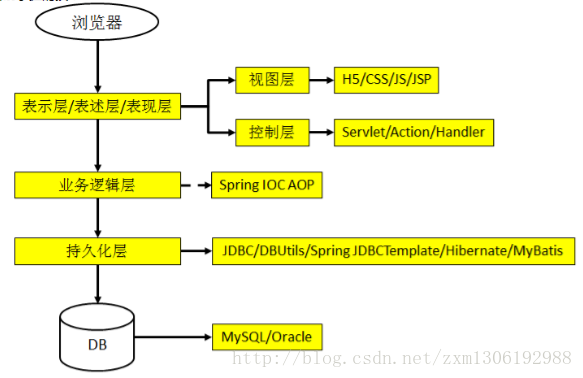 浏览器
视图层
H5/CSS/JS/JSP
表示层/表述层/表现层
控制层
Servlet/Action/Handler
业务逻辑层
Spring IOC AOP
持久化层
JDBC/DBUtils/Spring JDBCTemplate/Hibernate/MyBatis
DB
MySQL/Oracle
http://blog.csdn.net/zxm1306192988